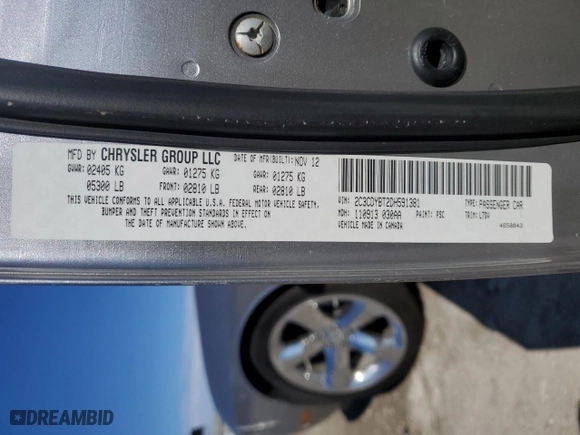 MFD BY CHRYSLER GROUP LLC DATE OF MFR(BUILT): NOV 12
GVWR: 02405 KG GAWR: 01275 KG GAWR: 01275 KG
05300 LB FRONT: 02810 LB REAR: 02810 LB
THIS VEHICLE CONFORMS TO ALL APPLICABLE U.S.A. FEDERAL MOTOR VEHICLE SAFETY,
BUMPER AND THEFT PREVENTION STANDARDS IN EFFECT ON
THE DATE OF MANUFACTURE SHOWN ABOVE.
VIN: 2C3CDYBT2DH591381 TYPE: PASSENGER CAR
MDH: 110913 030AA PAINT: PSC TRIM: LTDV
VEHICLE MADE IN CANADA
DREAMBID